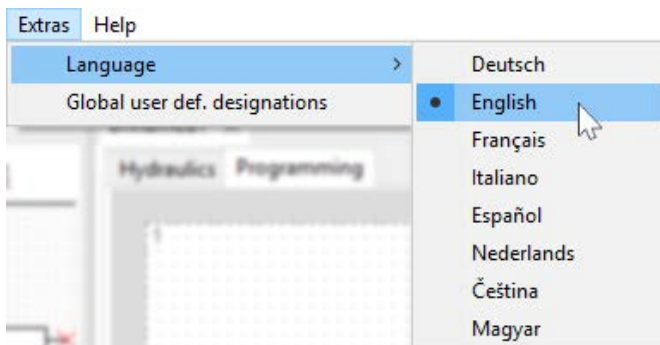 Extras Help
Language > Deutsch
Global user def. designations • English
Français
Hydraulics Programming Italiano
1 Español
Nederlands
Čeština
Magyar